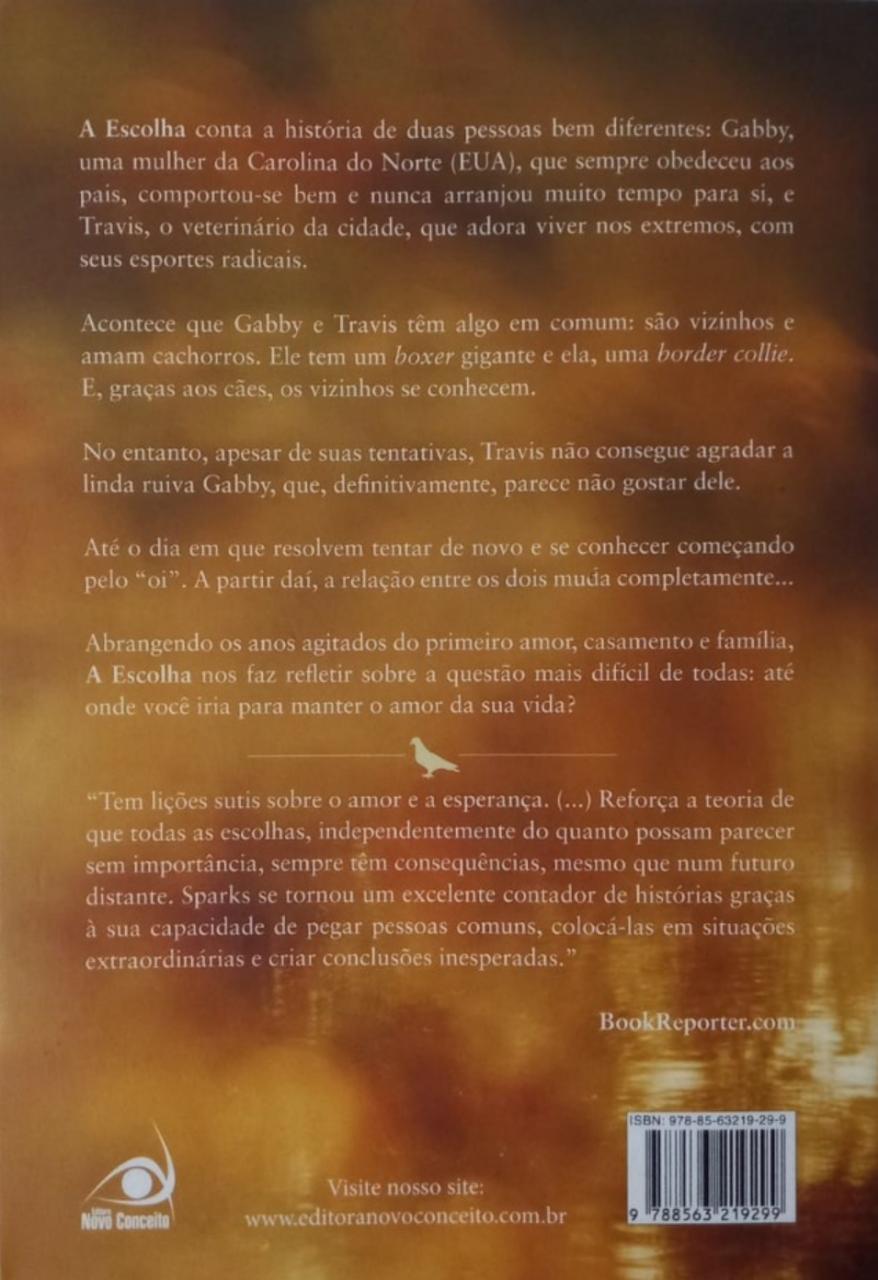 A Escolha conta a história de duas pessoas bem diferentes: Gabby,
uma mulher da Carolina do Norte (EUA), que sempre obedeceu aos
pais, comportou-se bem e nunca arranjou muito tempo para si, e
Travis, o veterinário da cidade, que adora viver nos extremos, com
seus esportes radicais.
Acontece que Gabby e Travis têm algo em comum: são vizinhos e
amam cachorros. Ele tem um boxer gigante e ela, uma border collie.
E, graças aos cães, os vizinhos se conhecem.
No entanto, apesar de suas tentativas, Travis não consegue agradar a
linda ruiva Gabby, que, definitivamente, parece não gostar dele.
Até o dia em que resolvem tentar de novo e se conhecer começando
pelo “oi”. A partir daí, a relação entre os dois muda completamente...
Abrangendo os anos agitados do primeiro amor, casamento e família,
A Escolha nos faz refletir sobre a questão mais difícil de todas: até
onde você iria para manter o amor da sua vida?
“Tem lições sutis sobre o amor e a esperança. (...) Reforça a teoria de
que todas as escolhas, independentemente do quanto possam parecer
sem importância, sempre têm consequências, mesmo que num futuro
distante. Sparks se tornou um excelente contador de histórias graças
à sua capacidade de pegar pessoas comuns, colocá-las em situações
extraordinárias e criar conclusões inesperadas.”
BookReporter.com
ISBN: 978-85-63219-29-9
9 788563 219299
Editora
Novo Conceito
Visite nosso site:
www.editoranovoconceito.com.br